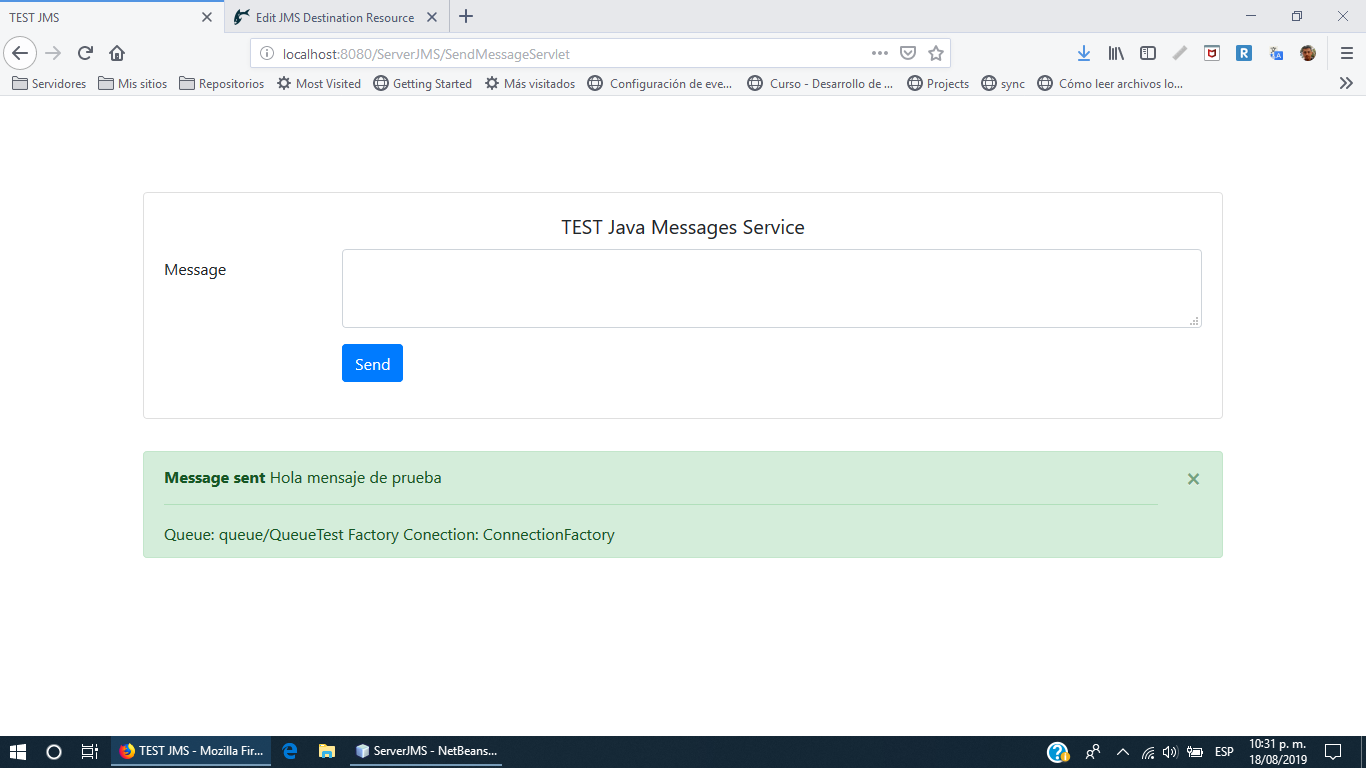 TEST JMS
Edit JMS Destination Resource
localhost:8080/ServerJMS/SendMessageServlet
Servidores Mis sitios Repositorios Most Visited Getting Started Más visitados Configuración de eve... Curso - Desarrollo de ... Projects sync Cómo leer archivos lo...
TEST Java Messages Service
Message
Send
Message sent Hola mensaje de prueba
×
Queue: queue/QueueTest Factory Conection: ConnectionFactory
TEST JMS - Mozilla Fir... ServerJMS - NetBeans... ESP 10:31 p. m.
18/08/2019